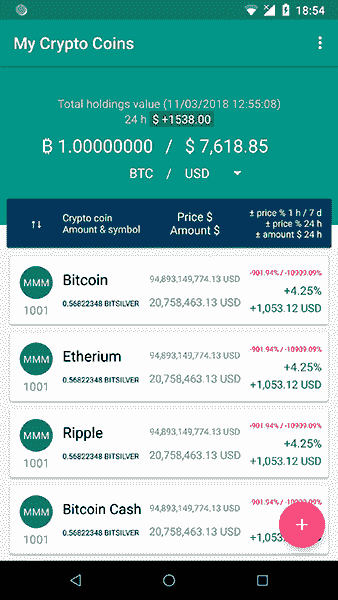 18:54
My Crypto Coins
Total holdings value (11/03/2018 12:55:08)
24 h $ +1538.00
₿ 1.00000000 / $ 7,618.85
BTC / USD
Crypto coin
Amount & symbol
Price $
Amount $
± price % 1 h / 7 d
± price % 24 h
± amount $ 24 h
MMM
1001
Bitcoin
0.56822348 BITSILVER
94,893,149,774.13 USD
20,758,463.13 USD
-901.94% / -10909.09%
+4.25%
+1,053.12 USD
MMM
1001
Etherium
0.56822348 BITSILVER
94,893,149,774.13 USD
20,758,463.13 USD
-901.94% / -10909.09%
+4.25%
+1,053.12 USD
MMM
1001
Ripple
0.56822348 BITSILVER
94,893,149,774.13 USD
20,758,463.13 USD
-901.94% / -10909.09%
+4.25%
+1,053.12 USD
MMM
1001
Bitcoin Cash
0.56822348 BITSILVER
94,893,149,774.13 USD
20,758,463.13 USD
-901.94% / -10909.09%
USD